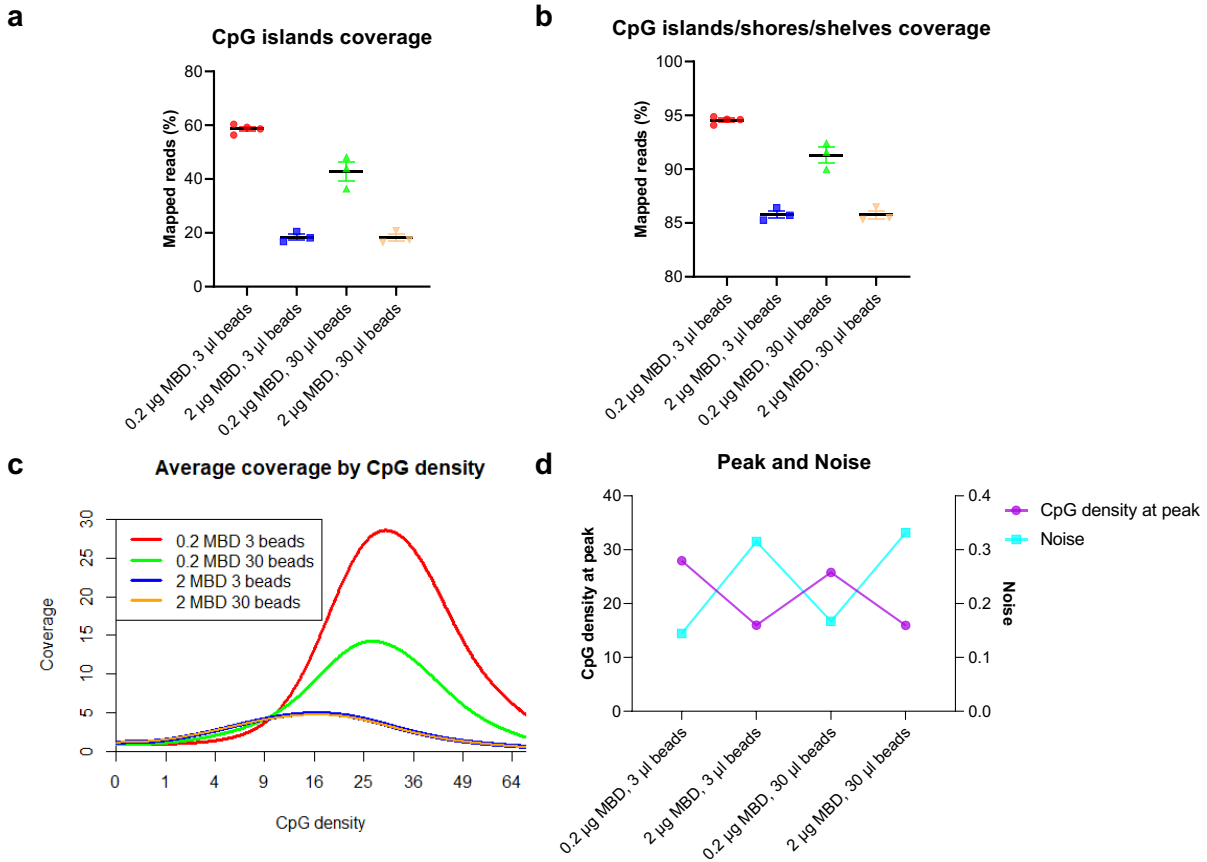 a
CpG islands coverage
Mapped reads (%)
80
60
40
20
0
0.2 µg MBD, 3 µl beads
2 µg MBD, 3 µl beads
0.2 µg MBD, 30 µl beads
2 µg MBD, 30 µl beads
b
CpG islands/shores/shelves coverage
Mapped reads (%)
100
95
90
85
80
0.2 µg MBD, 3 µl beads
2 µg MBD, 3 µl beads
0.2 µg MBD, 30 µl beads
2 µg MBD, 30 µl beads
c
Average coverage by CpG density
Coverage
30
25
20
15
10
5
0
0.2 MBD 3 beads
0.2 MBD 30 beads
2 MBD 3 beads
2 MBD 30 beads
0 1 4 9 16 25 36 49 64
CpG density
d
Peak and Noise
CpG density at peak
40
30
20
10
0
0.4
0.3
0.2
0.1
0.0
Noise
CpG density at peak
Noise
0.2 µg MBD, 3 µl beads
2 µg MBD, 3 µl beads
0.2 µg MBD, 30 µl beads
2 µg MBD, 30 µl beads